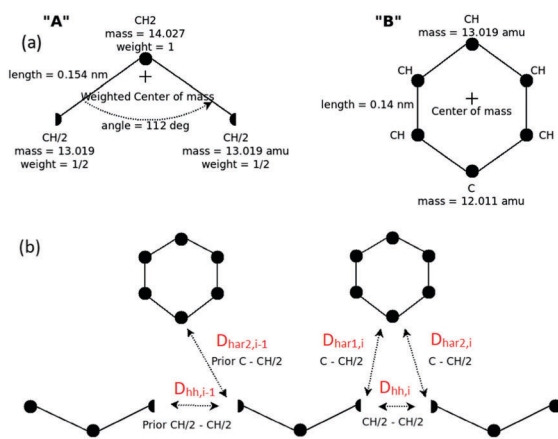 "A"
"B"
(a)
CH2
mass = 14.027
weight = 1
length = 0.154 nm
Weighted Center of mass
angle = 112 deg
CH/2
mass = 13.019
weight = 1/2
CH/2
mass = 13.019 amu
weight = 1/2
CH
mass = 13.019 amu
CH
CH
length = 0.14 nm
Center of mass
CH
CH
C
mass = 12.011 amu
(b)
Dhar2,i-1
Prior C - CH/2
Dhar1,i
C - CH/2
Dhar2,i
C - CH/2
Dhh,i-1
Prior CH/2 - CH/2
Dhh,i
CH/2 - CH/2